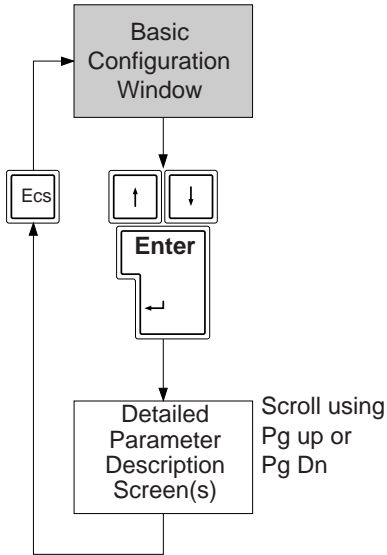 Basic
Configuration
Window
Ecs
Enter
Detailed
Parameter
Description
Screen(s)
Scroll using
Pg up or
Pg Dn